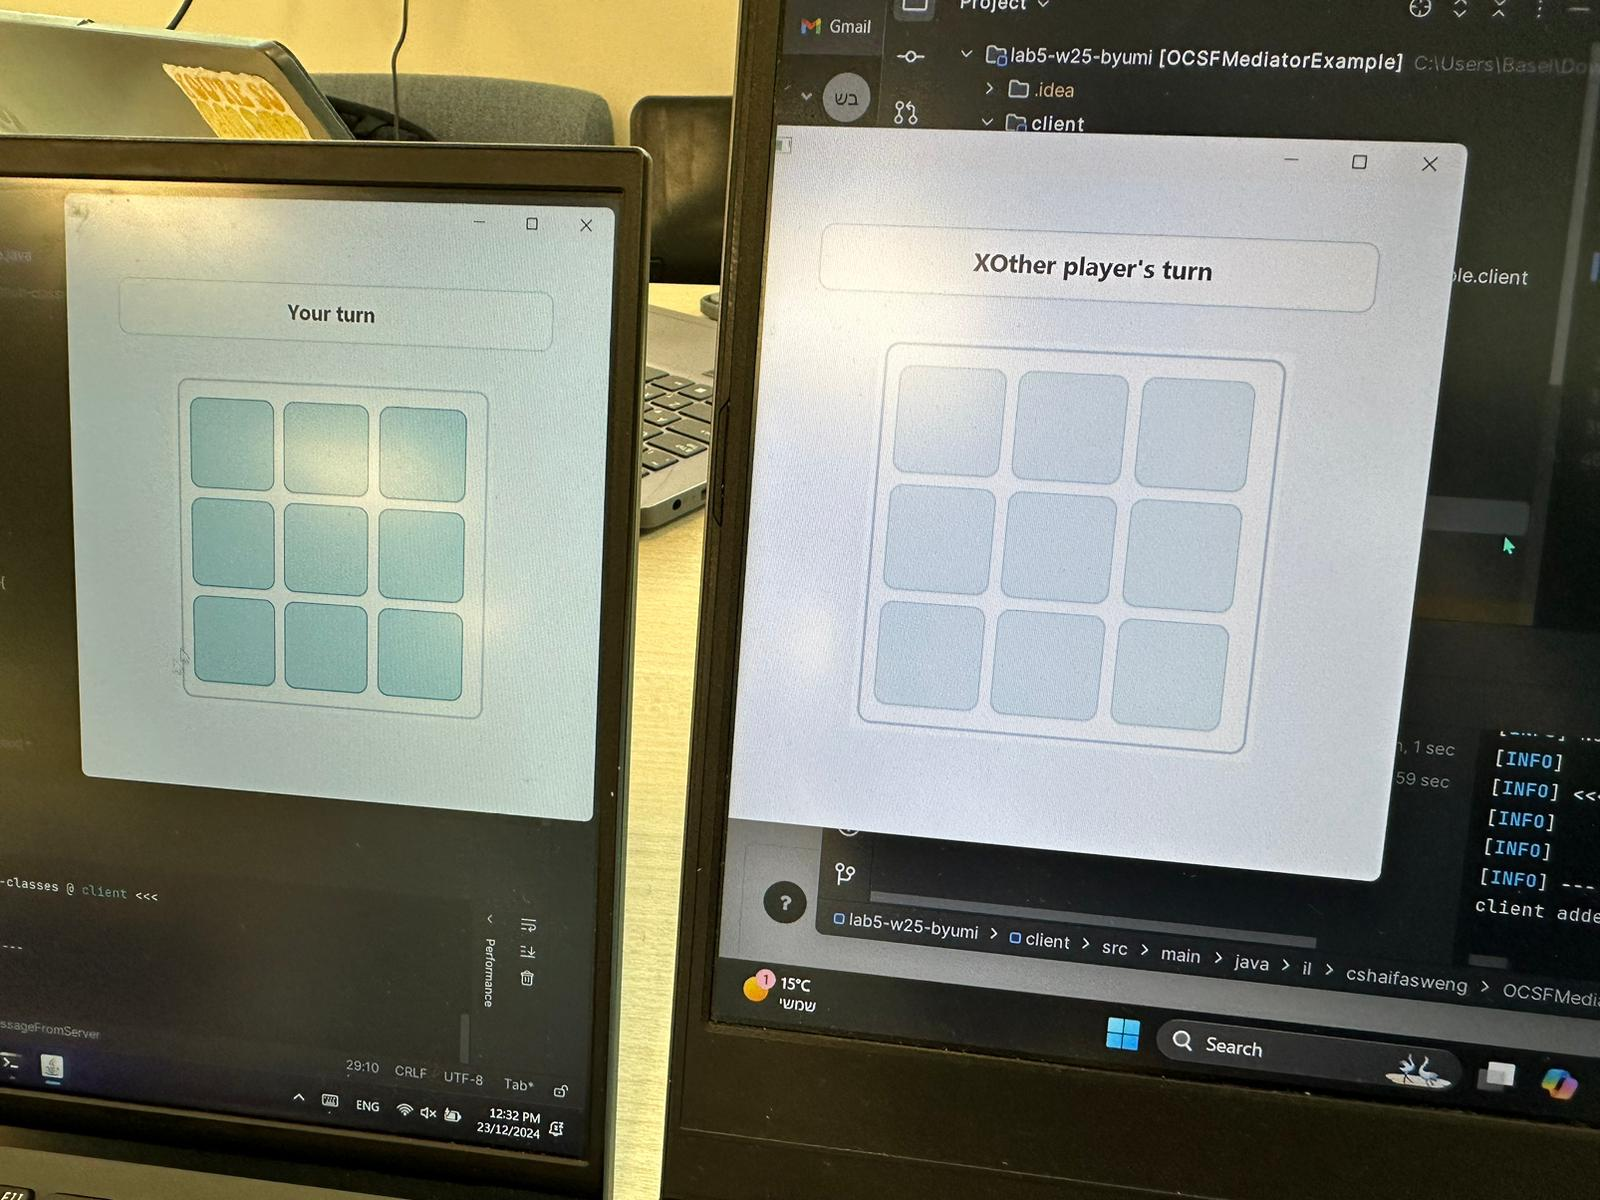 Your turn
-classes @ client <<<
---
Performance
ssageFromServer
29:10 CRLF UTF-8 Tab*
ENG
12:32 PM
23/12/2024
Project
Gmail
בש
lab5-w25-byumi [OCSFMediatorExample] C:\Users\Basel\Do
.idea
client
XOther player's turn
ple.client
, 1 sec
59 sec
[INFO]
[INFO] <<<
[INFO]
[INFO]
[INFO] ---
client adde
?
lab5-w25-byumi > client > src > main > java > il > cshaifasweng > OCSFMedia
1
15°C
שמשי
Search